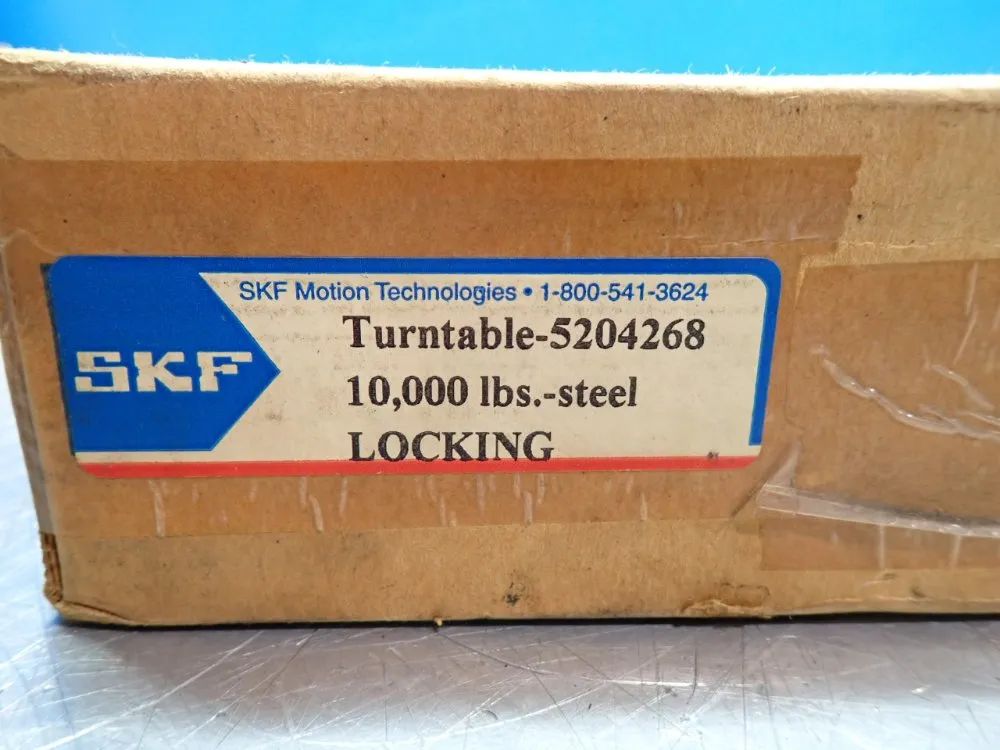 SKF Motion Technologies • 1-800-541-3624
SKF
Turntable-5204268
10,000 lbs.-steel
LOCKING